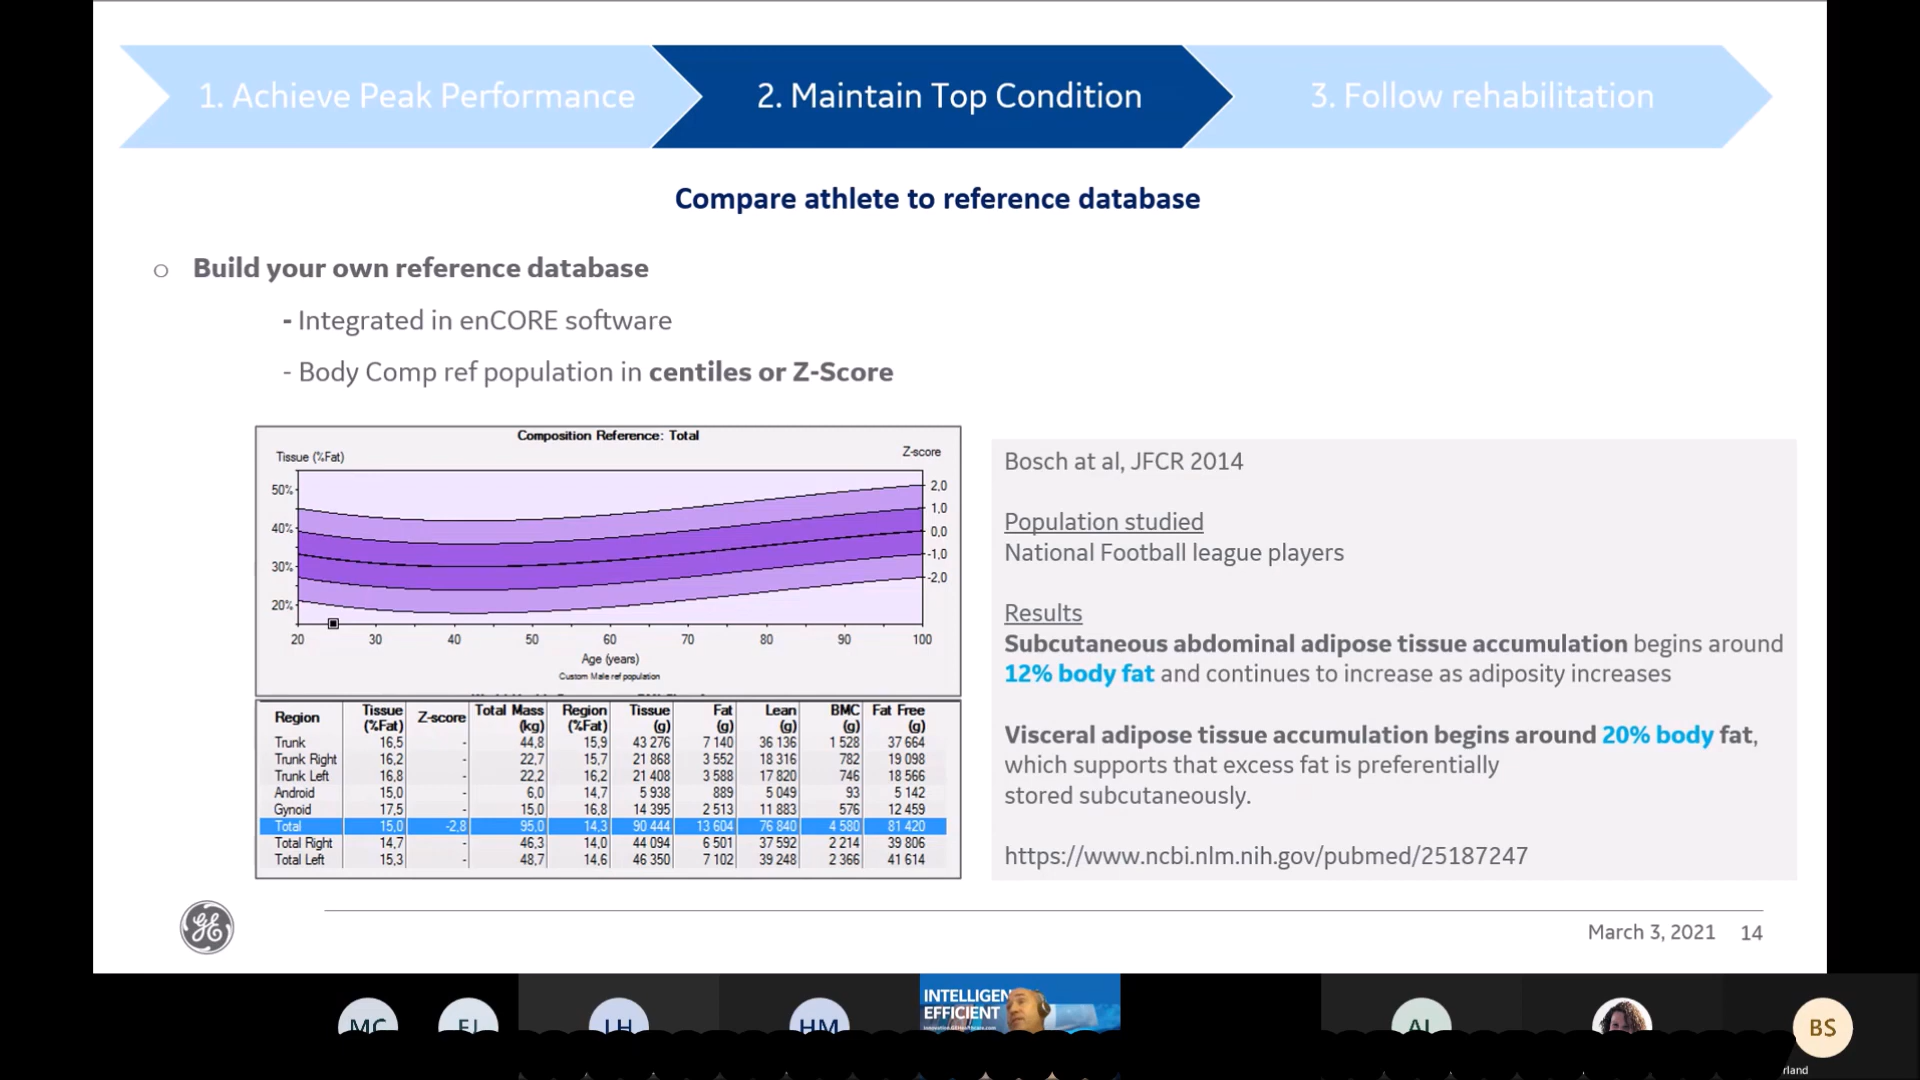 1. Achieve Peak Performance
2. Maintain Top Condition
3. Follow rehabilitation
Compare athlete to reference database
o Build your own reference database
- Integrated in enCORE software
- Body Comp ref population in centiles or Z-Score
Composition Reference: Total
Tissue (%Fat)
Z-score
50%
40%
30%
20%
2,0
1,0
0,0
-1,0
-2,0
20 30 40 50 60 70 80 90 100
Age (years)
Custom Male ref population
Region Tissue (%Fat) Z-score Total Mass (kg) Region (%Fat) Tissue (g) Fat (g) Lean (g) BMC (g) Fat Free (g)
Trunk 16,5 - 44,8 15,9 43 276 7 140 36 136 1 528 37 664
Trunk Right 16,2 - 22,7 15,7 21 868 3 552 18 316 782 19 098
Trunk Left 16,8 - 22,2 16,2 21 408 3 588 17 820 746 18 566
Android 15,0 - 6,0 14,7 5 938 889 5 049 93 5 142
Gynoid 17,5 - 15,0 16,8 14 395 2 513 11 883 576 12 459
Total 15,0 -2,8 95,0 14,3 90 444 13 604 76 840 4 580 81 420
Total Right 14,7 - 46,3 14,0 44 094 6 501 37 592 2 214 39 806
Total Left 15,3 - 48,7 14,6 46 350 7 102 39 248 2 366 41 614
Bosch at al, JFCR 2014
Population studied
National Football league players
Results
Subcutaneous abdominal adipose tissue accumulation begins around
12% body fat and continues to increase as adiposity increases
Visceral adipose tissue accumulation begins around 20% body fat,
which supports that excess fat is preferentially
stored subcutaneously.
https://www.ncbi.nlm.nih.gov/pubmed/25187247
GE
March 3, 2021 14
MC
LH
HM
INTELLIGEN
EFFICIENT
BS
rland